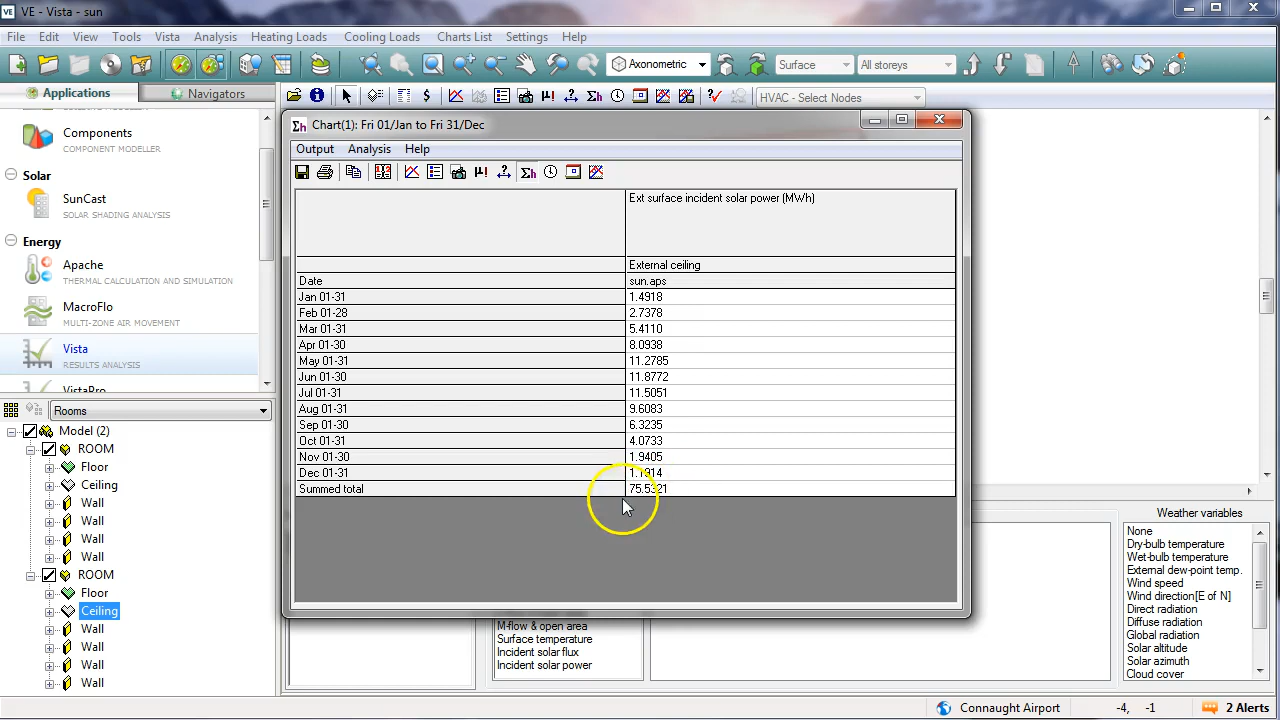 VE - Vista - sun
File Edit View Tools Vista Analysis Heating Loads Cooling Loads Charts List Settings Help
Axonometric Surface All storeys
Applications Navigators
HVAC - Select Nodes
Components
COMPONENT MODELLER
Solar
SunCast
SOLAR SHADING ANALYSIS
Energy
Apache
THERMAL CALCULATION AND SIMULATION
MacroFlo
MULTI-ZONE AIR MOVEMENT
Vista
RESULTS ANALYSIS
VistaPro
Rooms
Model (2)
ROOM
Floor
Ceiling
Wall
Wall
Wall
Wall
ROOM
Floor
Ceiling
Wall
Wall
Wall
Wall
Chart(1): Fri 01/Jan to Fri 31/Dec
Output Analysis Help
Ext surface incident solar power (MWh)
External ceiling
Date sun.aps
Jan 01-31 1.4918
Feb 01-28 2.7378
Mar 01-31 5.4110
Apr 01-30 8.0938
May 01-31 11.2785
Jun 01-30 11.8772
Jul 01-31 11.5051
Aug 01-31 9.6083
Sep 01-30 6.3235
Oct 01-31 4.0733
Nov 01-30 1.9405
Dec 01-31 1.1914
Summed total 75.5321
M-flow & open area
Surface temperature
Incident solar flux
Incident solar power
Weather variables
None
Dry-bulb temperature
Wet-bulb temperature
External dew-point temp.
Wind speed
Wind direction[E of N]
Direct radiation
Diffuse radiation
Global radiation
Solar altitude
Solar azimuth
Cloud cover
Connaught Airport -4, -1 2 Alerts